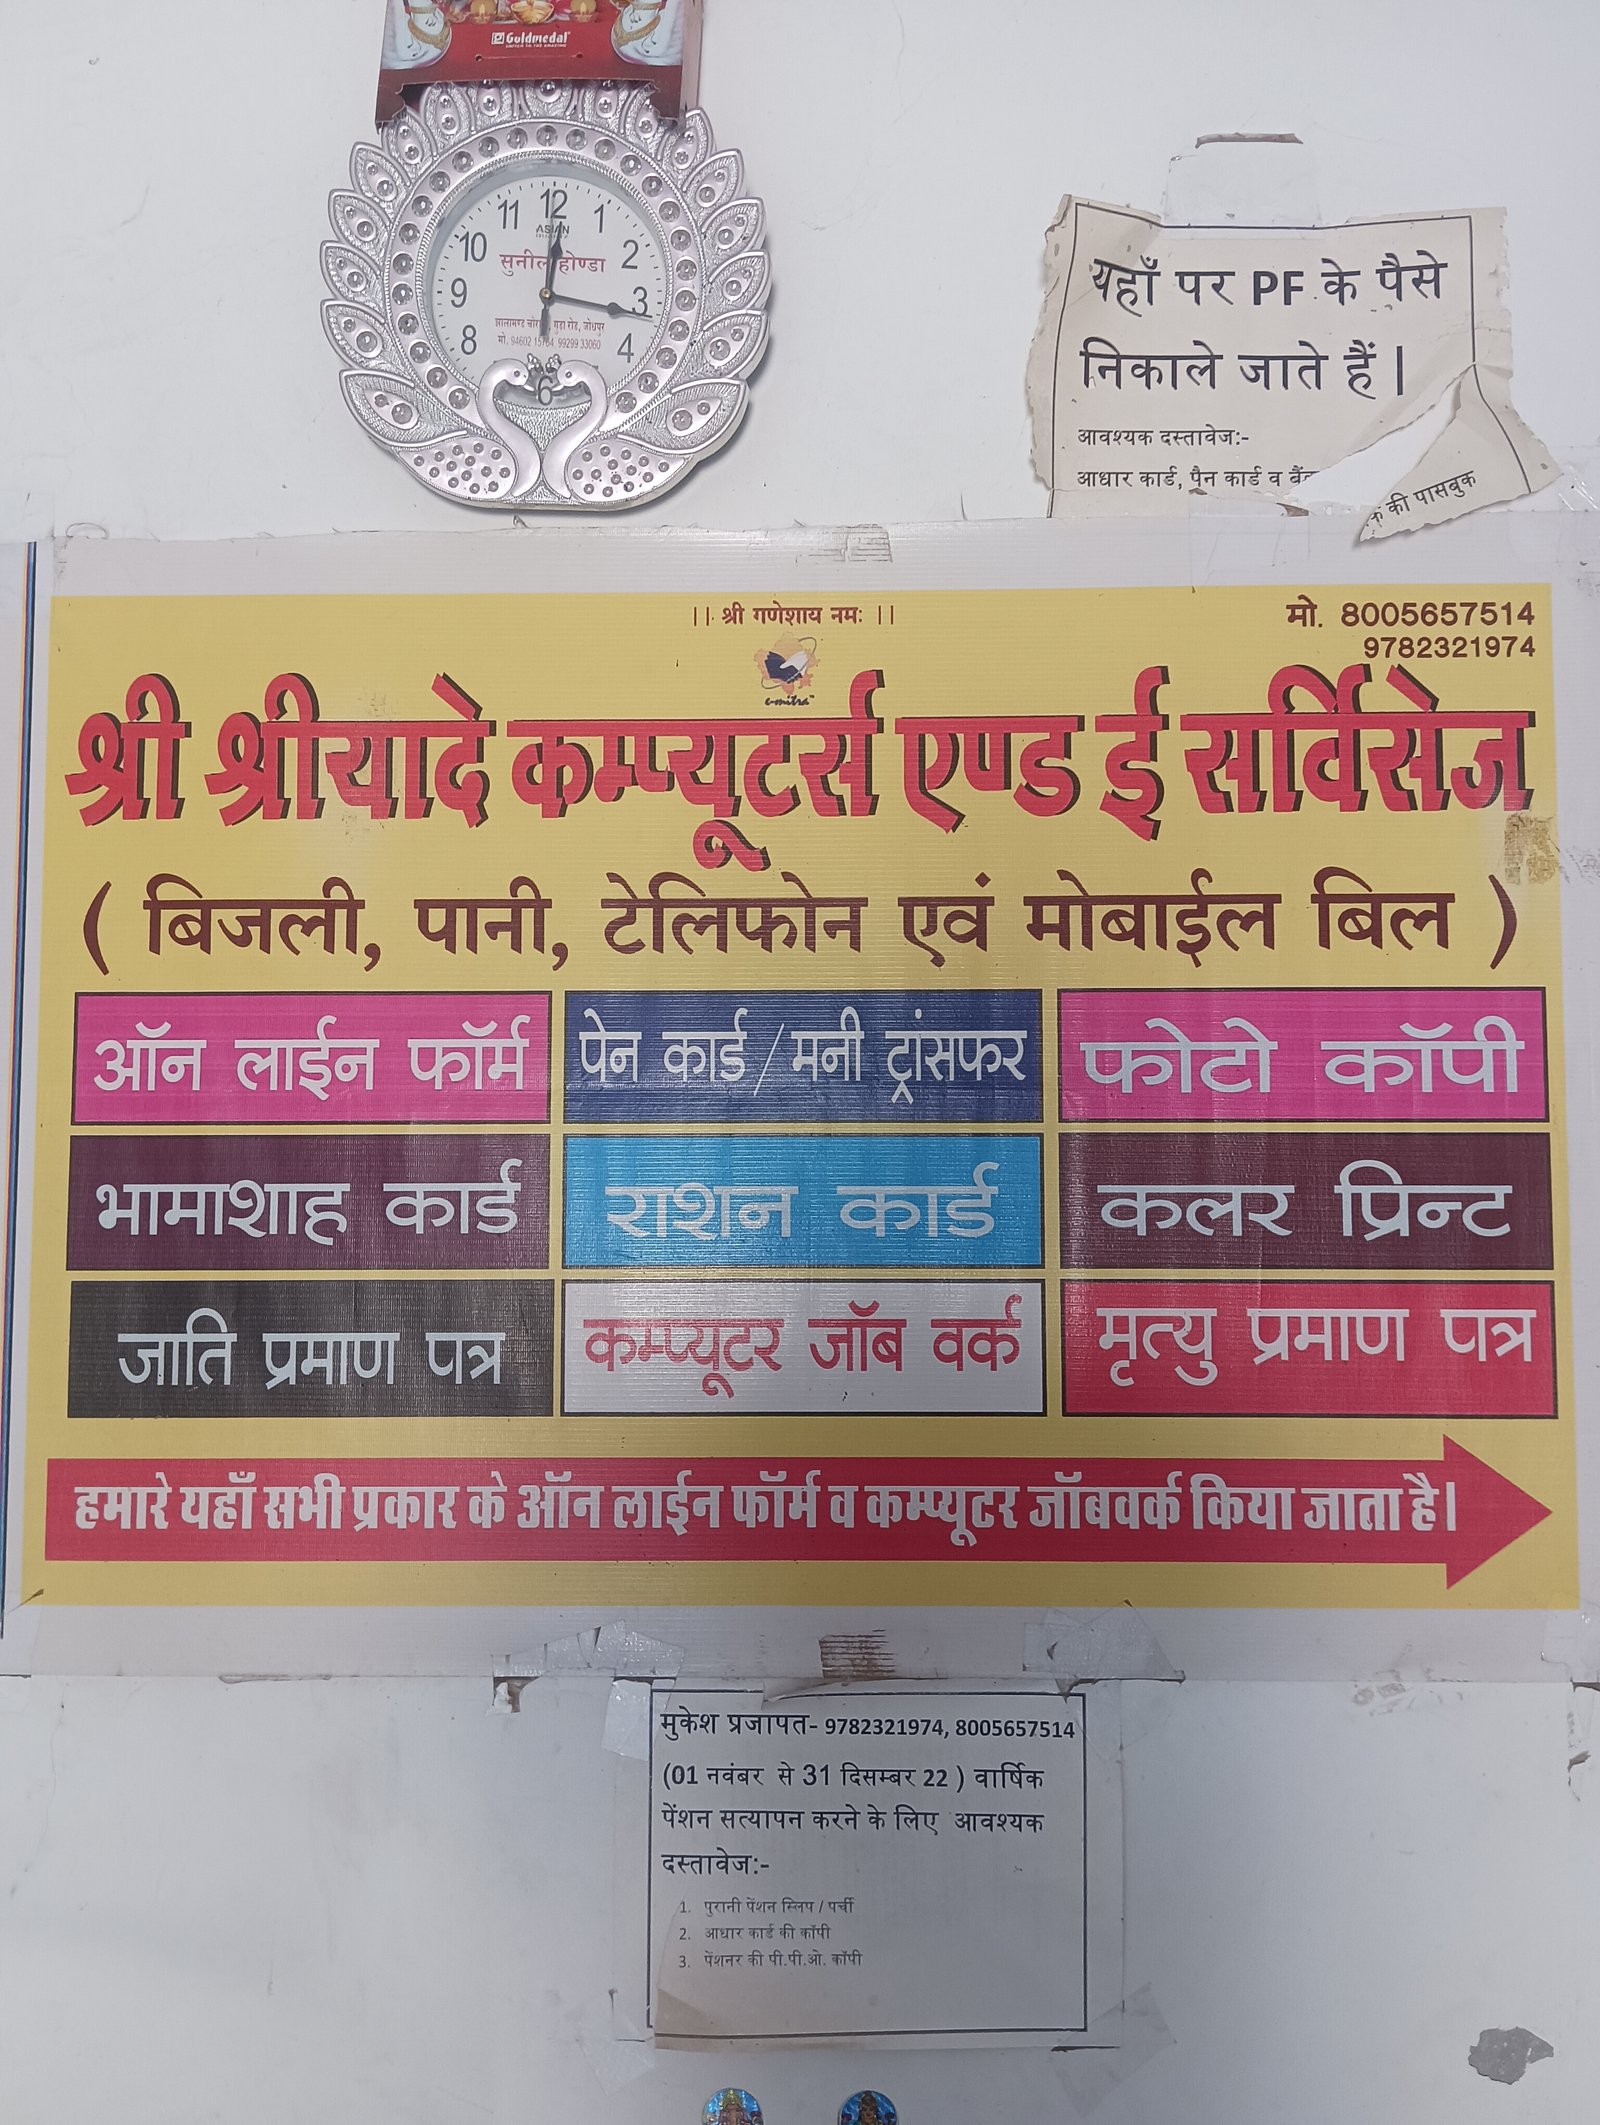 Goldmedal
12
11
1
ASIAN
10
2
सुनील होण्डा
9
3
8
4
6
यहाँ पर PF के पैसे
निकाले जाते हैं |
आवश्यक दस्तावेज:-
आधार कार्ड, पैन कार्ड व बैंक की पासबुक
|| श्री गणेशाय नमः ||
मो. 8005657514
9782321974
e-mitra
श्री श्रीयादे कम्प्यूटर्स एण्ड ई सर्विसेज
( बिजली, पानी, टेलिफोन एवं मोबाईल बिल )
ऑन लाईन फॉर्म
पेन कार्ड / मनी ट्रांसफर
फोटो कॉपी
भामाशाह कार्ड
राशन कार्ड
कलर प्रिन्ट
जाति प्रमाण पत्र
कम्प्यूटर जॉब वर्क
मृत्यु प्रमाण पत्र
हमारे यहाँ सभी प्रकार के ऑन लाईन फॉर्म व कम्प्यूटर जॉबवर्क किया जाता है।
मुकेश प्रजापत- 9782321974, 8005657514
(01 नवंबर से 31 दिसम्बर 22 ) वार्षिक
पेंशन सत्यापन करने के लिए आवश्यक
दस्तावेज:-
1. पुरानी पेंशन स्लिप / पर्ची
2. आधार कार्ड की कॉपी
3. पेंशनर की पी.पी.ओ. कॉपी